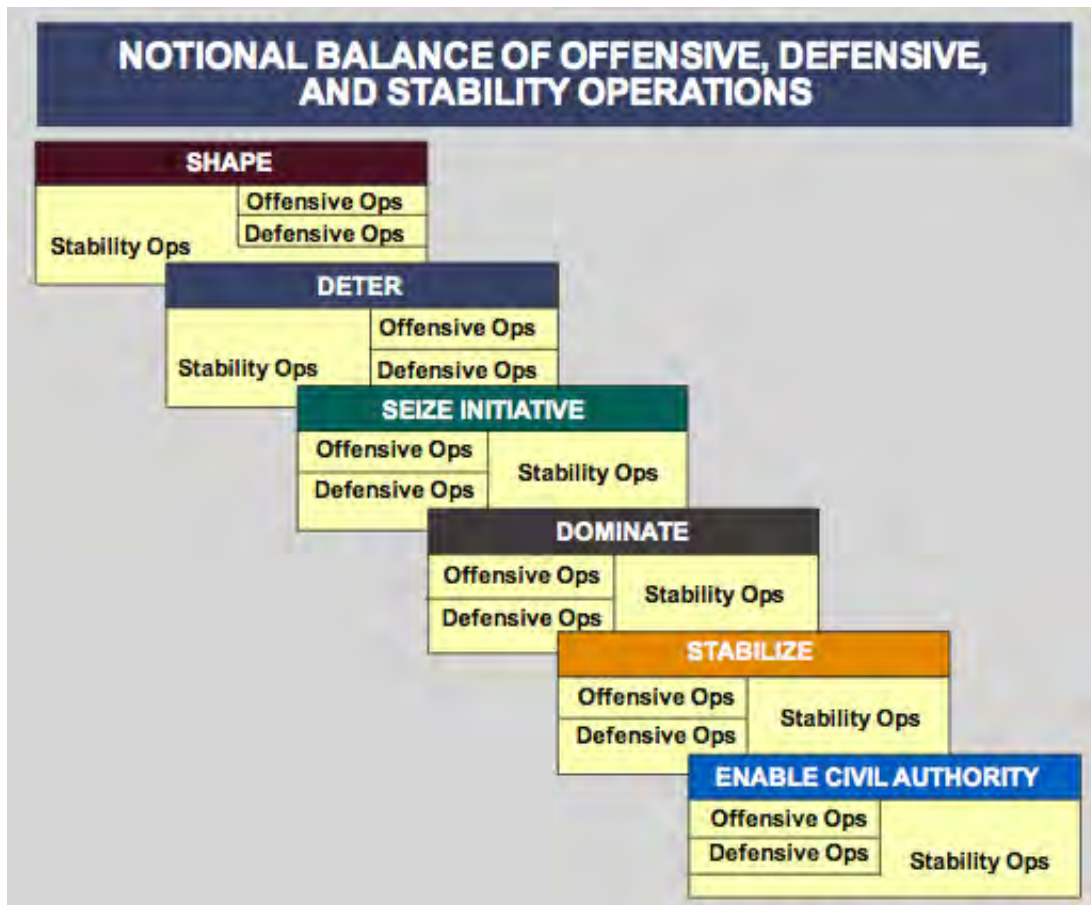 NOTIONAL BALANCE OF OFFENSIVE, DEFENSIVE,
AND STABILITY OPERATIONS
SHAPE
Stability Ops
Offensive Ops
Defensive Ops
DETER
Stability Ops
Offensive Ops
Defensive Ops
SEIZE INITIATIVE
Offensive Ops
Defensive Ops
Stability Ops
DOMINATE
Offensive Ops
Defensive Ops
Stability Ops
STABILIZE
Offensive Ops
Defensive Ops
Stability Ops
ENABLE CIVIL AUTHORITY
Offensive Ops
Defensive Ops
Stability Ops